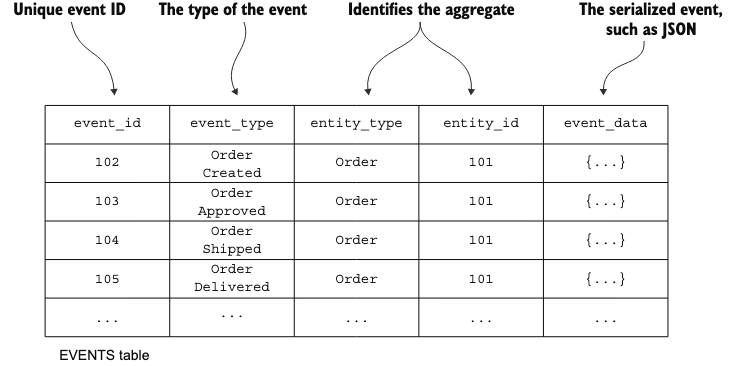 Unique event ID
The type of the event
Identifies the aggregate
The serialized event,
such as JSON
event_id
event_type
entity_type
entity_id
event_data
102
Order
Created
Order
101
{...}
103
Order
Approved
Order
101
{...}
104
Order
Shipped
Order
101
{...}
105
Order
Delivered
Order
101
{...}
...
...
...
...
...
EVENTS table